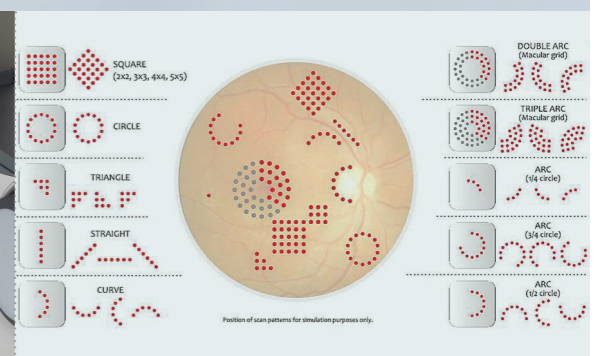 SQUARE
(2x2, 3x3, 4x4, 5x5)
CIRCLE
TRIANGLE
STRAIGHT
CURVE
DOUBLE ARC
(Macular grid)
TRIPLE ARC
(Macular grid)
ARC
(1/4 circle)
ARC
(3/4 circle)
ARC
(1/2 circle)
Position of scan patterns for simulation purposes only.